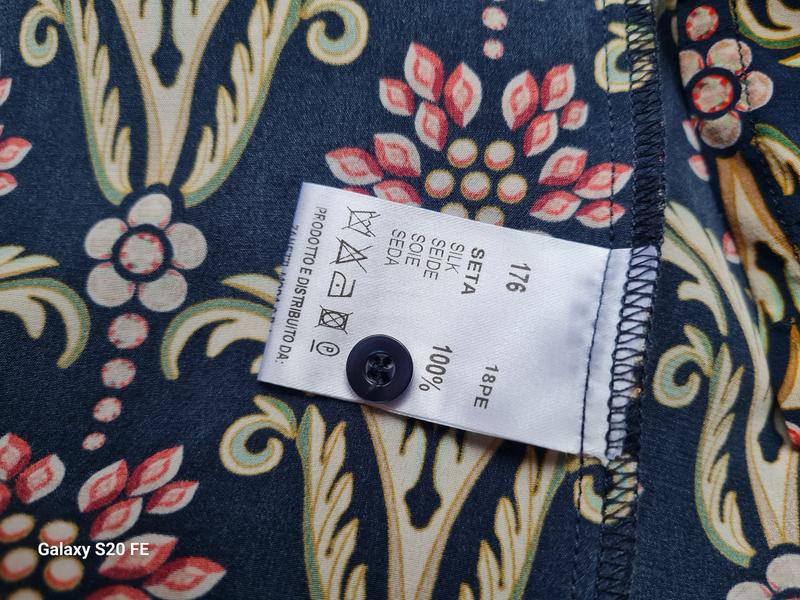 176 18PE
SETA 100%
SILK
SEIDE
SOIE
SEDA
P
PRODOTTO E DISTRIBUITO DA:
Galaxy S20 FE